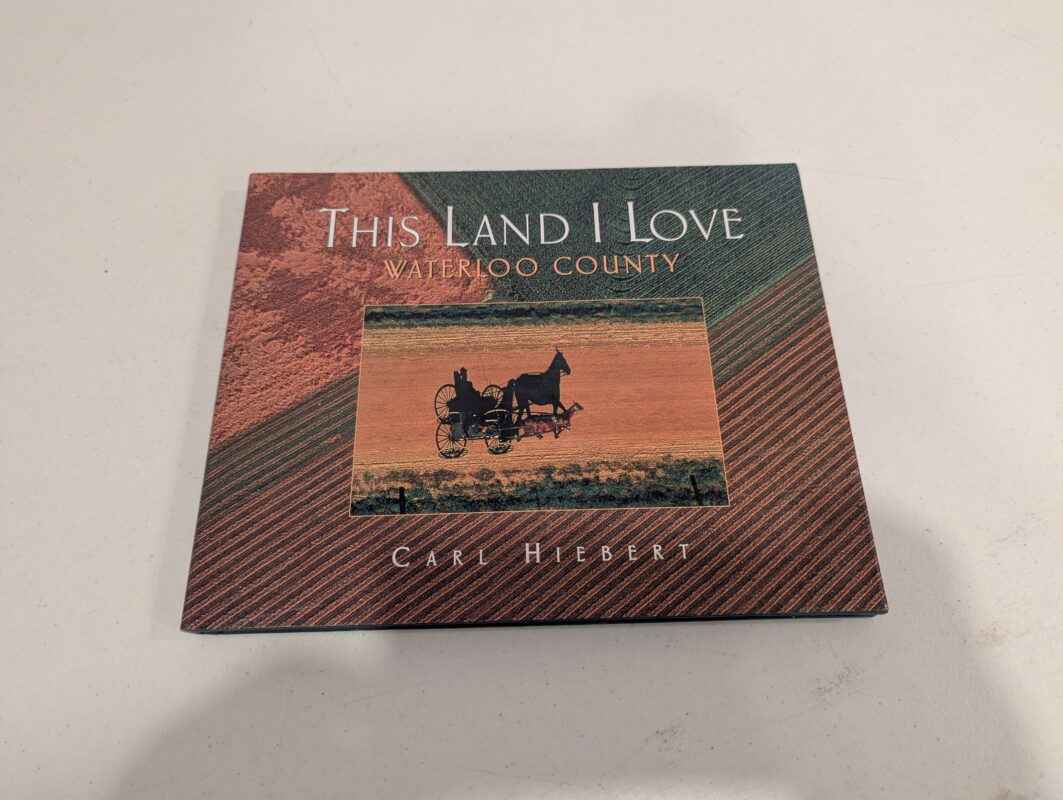 This Land I Love
Waterloo County
Carl Hiebert